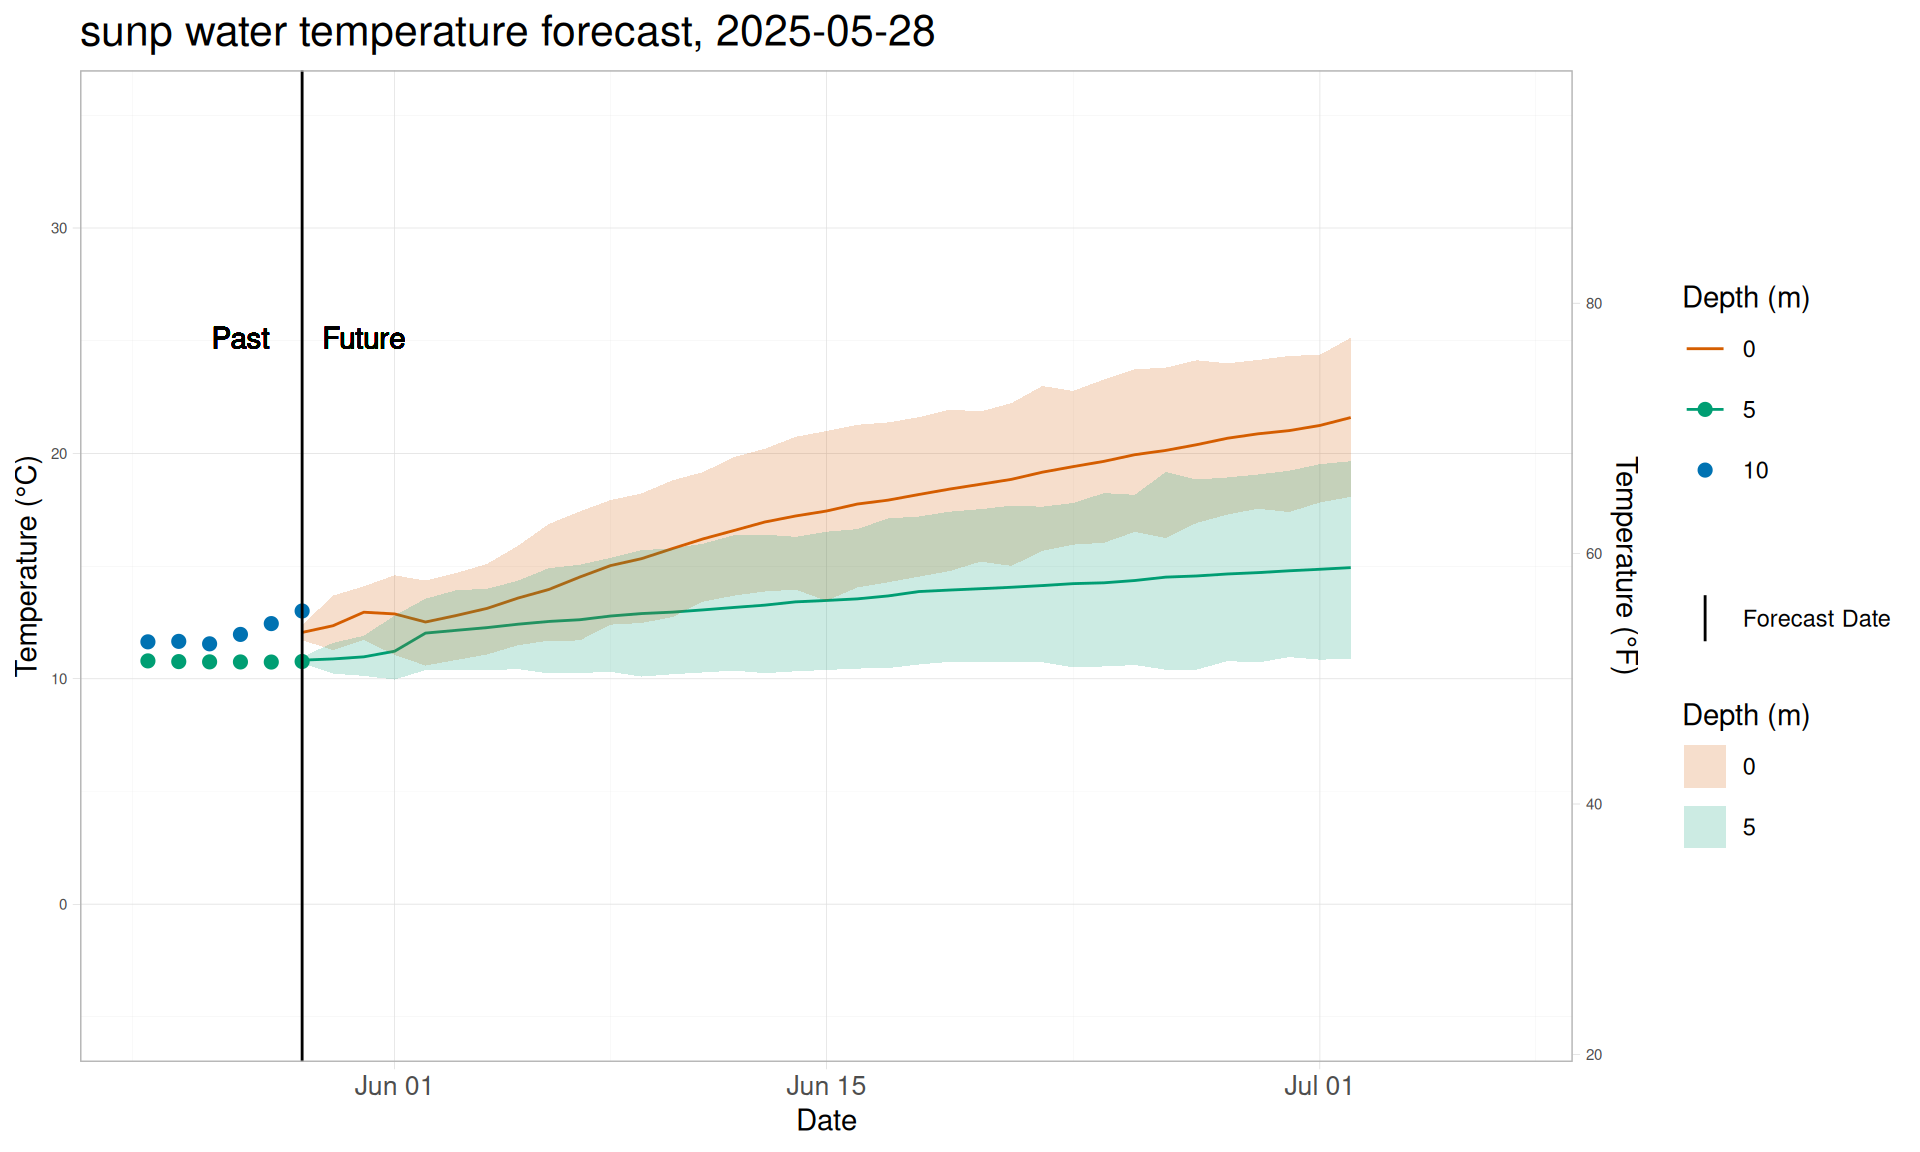 sunp water temperature forecast, 2025-05-28
Past
Future
30
20
10
0
Temperature (°C)
80
60
40
20
Temperature (°F)
Jun 01
Jun 15
Jul 01
Date
Depth (m)
0
5
10
Forecast Date
Depth (m)
0
5